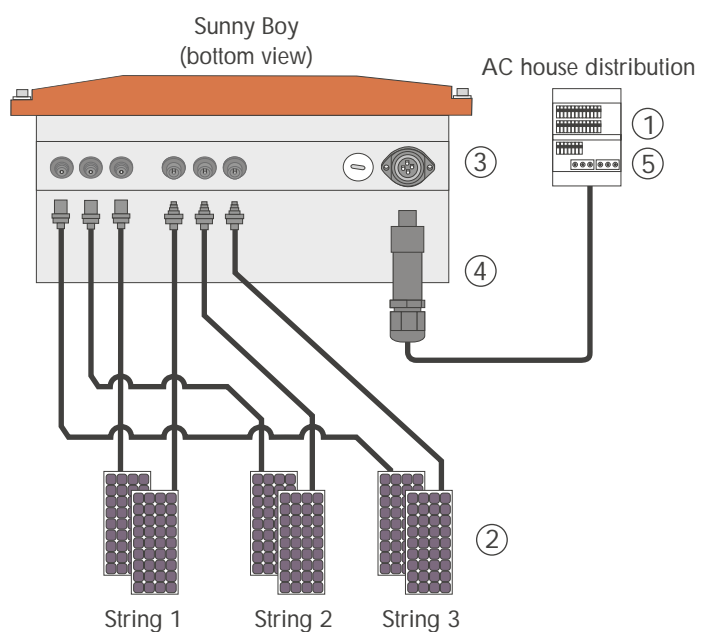 Sunny Boy
(bottom view)
AC house distribution
1
3
5
4
2
String 1 String 2 String 3